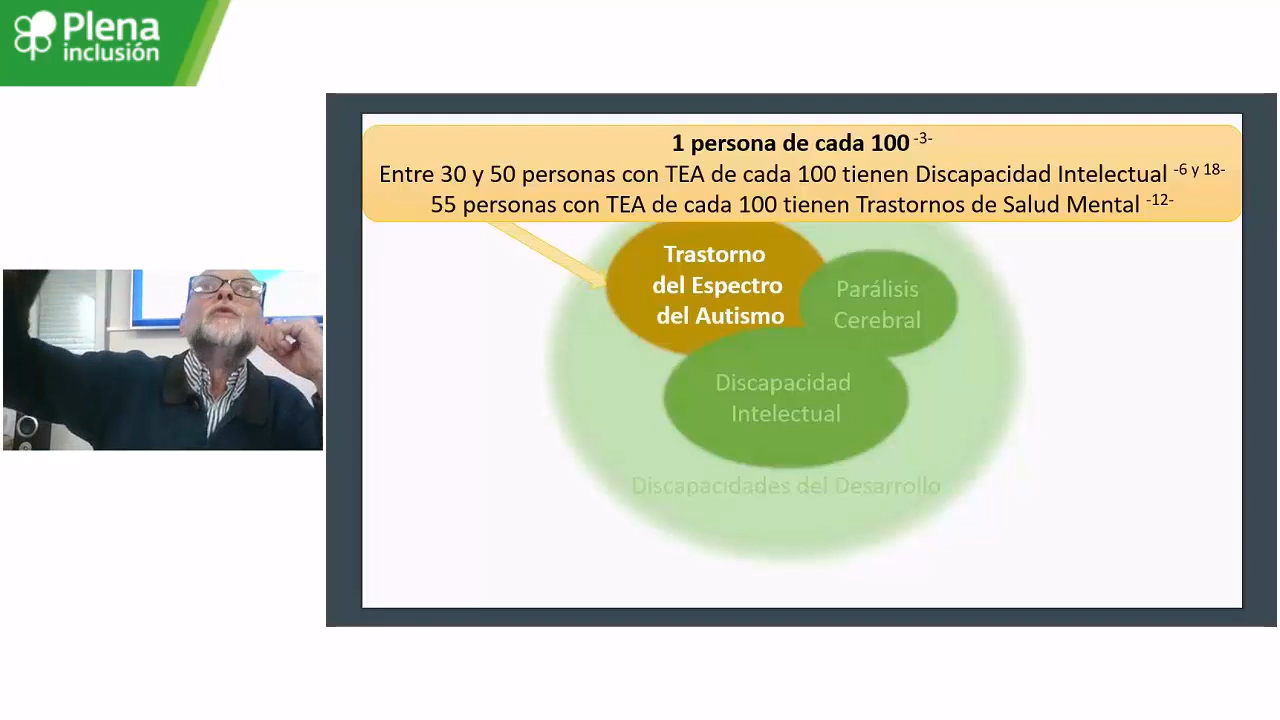 Plena
inclusión
1 persona de cada 100 -3-
Entre 30 y 50 personas con TEA de cada 100 tienen Discapacidad Intelectual -6 y 18-
55 personas con TEA de cada 100 tienen Trastornos de Salud Mental -12-
Trastorno
del Espectro
del Autismo
Parálisis
Cerebral
Discapacidad
Intelectual
Discapacidades del Desarrollo